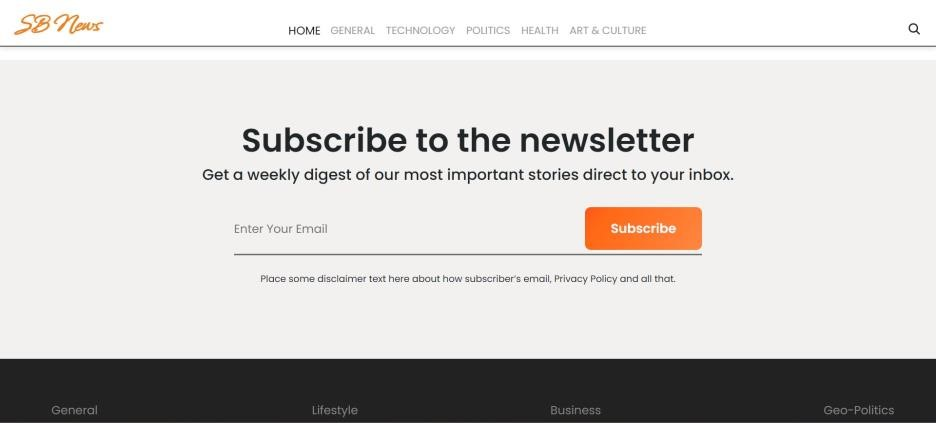 SB News
HOME GENERAL TECHNOLOGY POLITICS HEALTH ART & CULTURE
Subscribe to the newsletter
Get a weekly digest of our most important stories direct to your inbox.
Enter Your Email
Subscribe
Place some disclaimer text here about how subscriber's email, Privacy Policy and all that.
General Lifestyle Business Geo-Politics